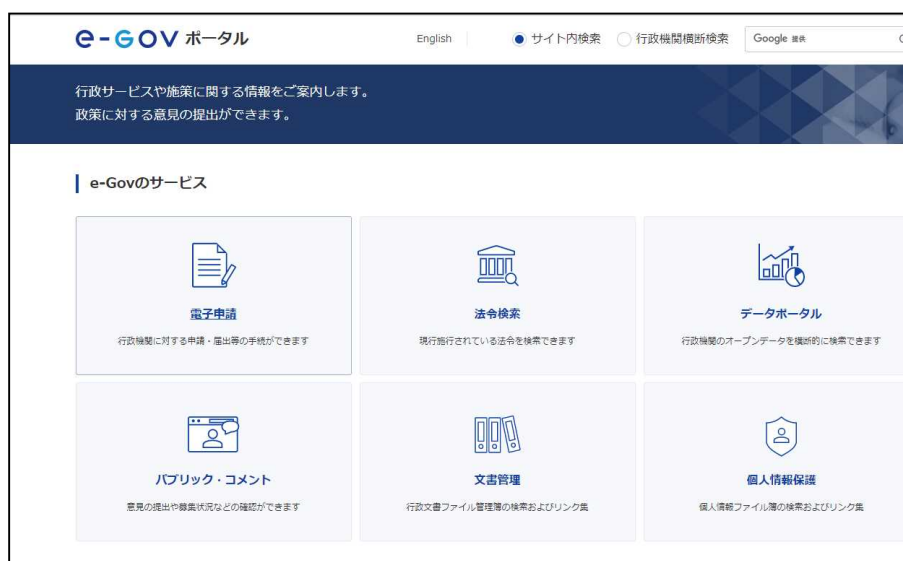 e-Gov ポータル
English
サイト内検索
行政機関横断検索
Google 提供
行政サービスや施策に関する情報をご案内します。
政策に対する意見の提出ができます。
e-Govのサービス
電子申請
行政機関に対する申請・届出等の手続ができます
法令検索
現行施行されている法令を検索できます
データポータル
行政機関のオープンデータを横断的に検索できます
パブリック・コメント
意見の提出や募集状況などの確認ができます
文書管理
行政文書ファイル管理簿の検索およびリンク集
個人情報保護
個人情報ファイル簿の検索およびリンク集